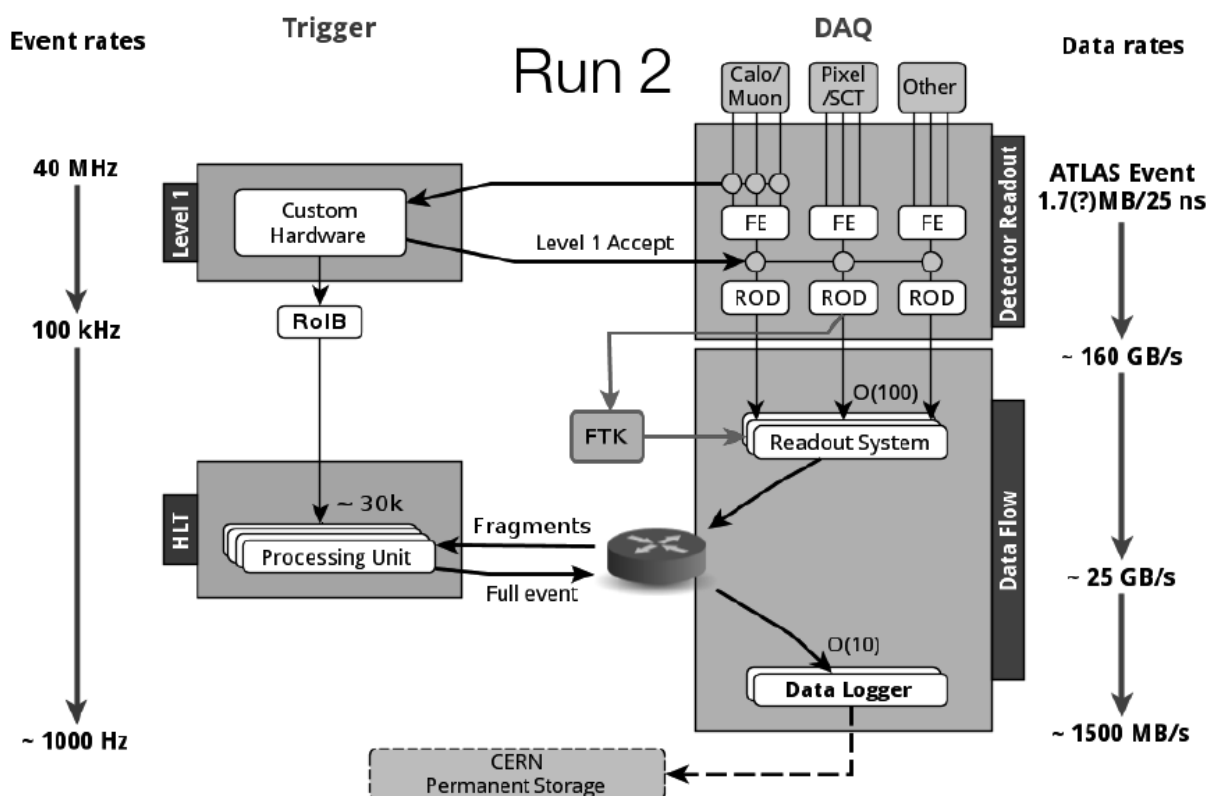 Event rates
Trigger
Run 2
DAQ
Data rates
Calo/
Muon
Pixel
/SCT
Other
40 MHz
Level 1
Custom
Hardware
Level 1 Accept
FE
FE
FE
ROD
ROD
ROD
Detector Readout
ATLAS Event
1.7(?)MB/25 ns
100 kHz
RoIB
~ 160 GB/s
FTK
O(100)
Readout System
HLT
~ 30k
Processing Unit
Fragments
Full event
Data Flow
~ 25 GB/s
O(10)
Data Logger
~ 1000 Hz
~ 1500 MB/s
CERN
Permanent Storage